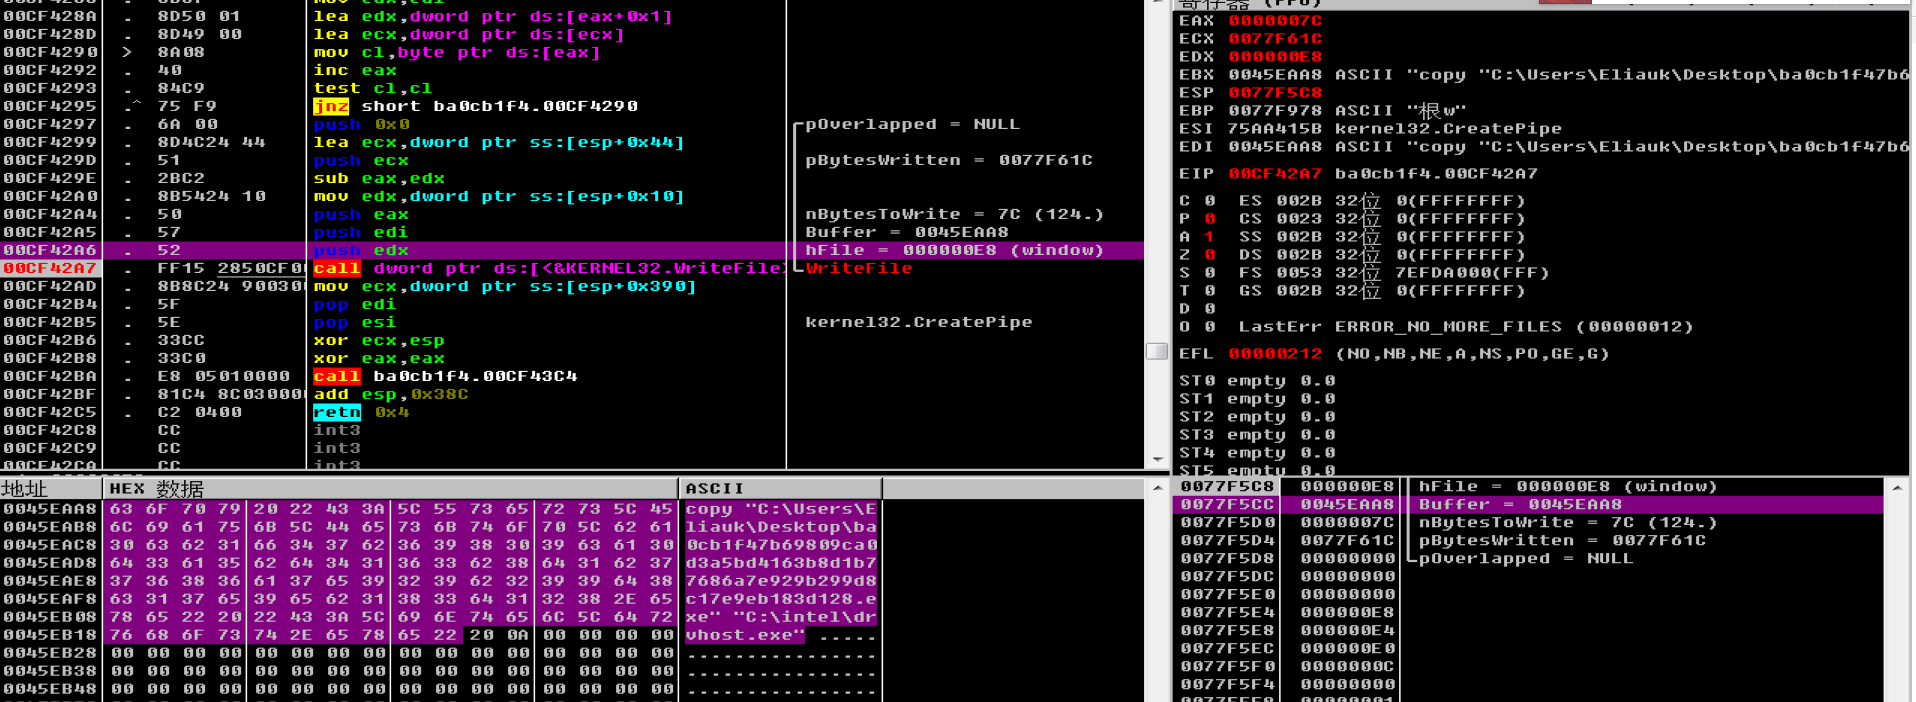 00CF428A . 8D50 01 lea edx,dword ptr ds:[eax+0x1]
00CF428D . 8D49 00 lea ecx,dword ptr ds:[ecx]
00CF4290 > 8A08 mov cl,byte ptr ds:[eax]
00CF4292 . 40 inc eax
00CF4293 . 84C9 test cl,cl
00CF4295 .^ 75 F9 jnz short ba0cb1f4.00CF4290
00CF4297 . 6A 00 push 0x0 pOverlapped = NULL
00CF4299 . 8D4C24 44 lea ecx,dword ptr ss:[esp+0x44]
00CF429D . 51 push ecx pBytesWritten = 0077F61C
00CF429E . 2BC2 sub eax,edx
00CF42A0 . 8B5424 10 mov edx,dword ptr ss:[esp+0x10]
00CF42A4 . 50 push eax nBytesToWrite = 7C (124.)
00CF42A5 . 57 push edi Buffer = 0045EAA8
00CF42A6 . 52 push edx hFile = 000000E8 (window)
00CF42A7 . FF15 2850CF0 call dword ptr ds:[<&KERNEL32.WriteFile> WriteFile
00CF42AD . 8B8C24 90030 mov ecx,dword ptr ss:[esp+0x390]
00CF42B4 . 5F pop edi
00CF42B5 . 5E pop esi kernel32.CreatePipe
00CF42B6 . 33CC xor ecx,esp
00CF42B8 . 33C0 xor eax,eax
00CF42BA . E8 05010000 call ba0cb1f4.00CF43C4
00CF42BF . 81C4 8C03000 add esp,0x38C
00CF42C5 . C2 0400 retn 0x4
00CF42C8 CC int3
00CF42C9 CC int3
00CF42CA CC int3
寄存器 (FPU)
EAX 0000007C
ECX 0077F61C
EDX 000000E8
EBX 0045EAA8 ASCII "copy "C:\Users\Eliauk\Desktop\ba0cb1f47b6
ESP 0077F5C8
EBP 0077F978 ASCII "根w"
ESI 75AA415B kernel32.CreatePipe
EDI 0045EAA8 ASCII "copy "C:\Users\Eliauk\Desktop\ba0cb1f47b6
EIP 00CF42A7 ba0cb1f4.00CF42A7
C 0 ES 002B 32位 0(FFFFFFFF)
P 0 CS 0023 32位 0(FFFFFFFF)
A 1 SS 002B 32位 0(FFFFFFFF)
Z 0 DS 002B 32位 0(FFFFFFFF)
S 0 FS 0053 32位 7EFDA000(FFF)
T 0 GS 002B 32位 0(FFFFFFFF)
D 0
O 0 LastErr ERROR_NO_MORE_FILES (00000012)
EFL 00000212 (NO,NB,NE,A,NS,PO,GE,G)
ST0 empty 0.0
ST1 empty 0.0
ST2 empty 0.0
ST3 empty 0.0
ST4 empty 0.0
ST5 empty 0.0
地址 HEX 数据 ASCII
0045EAA8 63 6F 70 79 20 22 43 3A 5C 55 73 65 72 73 5C 45 copy "C:\Users\E
0045EAB8 6C 69 61 75 6B 5C 44 65 73 6B 74 6F 70 5C 62 61 liauk\Desktop\ba
0045EAC8 30 63 62 31 66 34 37 62 36 39 38 30 39 63 61 30 0cb1f47b69809ca0
0045EAD8 64 33 61 35 62 64 34 31 36 33 62 38 64 31 62 37 d3a5bd4163b8d1b7
0045EAE8 37 36 38 36 61 37 65 39 32 39 62 32 39 39 64 38 7686a7e929b299d8
0045EAF8 63 31 37 65 39 65 62 31 38 33 64 31 32 38 2E 65 c17e9eb183d128.e
0045EB08 78 65 22 20 22 43 3A 5C 69 6E 74 65 6C 5C 64 72 xe" "C:\intel\dr
0045EB18 76 68 6F 73 74 2E 65 78 65 22 20 0A 00 00 00 00 vhost.exe" .....
0045EB28 00 00 00 00 00 00 00 00 00 00 00 00 00 00 00 00 ................
0045EB38 00 00 00 00 00 00 00 00 00 00 00 00 00 00 00 00 ................
0045EB48 00 00 00 00 00 00 00 00 00 00 00 00 00 00 00 00 ................
0077F5C8 000000E8 hFile = 000000E8 (window)
0077F5CC 0045EAA8 Buffer = 0045EAA8
0077F5D0 0000007C nBytesToWrite = 7C (124.)
0077F5D4 0077F61C pBytesWritten = 0077F61C
0077F5D8 00000000 pOverlapped = NULL
0077F5DC 00000000
0077F5E0 00000000
0077F5E4 000000E8
0077F5E8 000000E4
0077F5EC 000000E0
0077F5F0 0000000C
0077F5F4 00000000